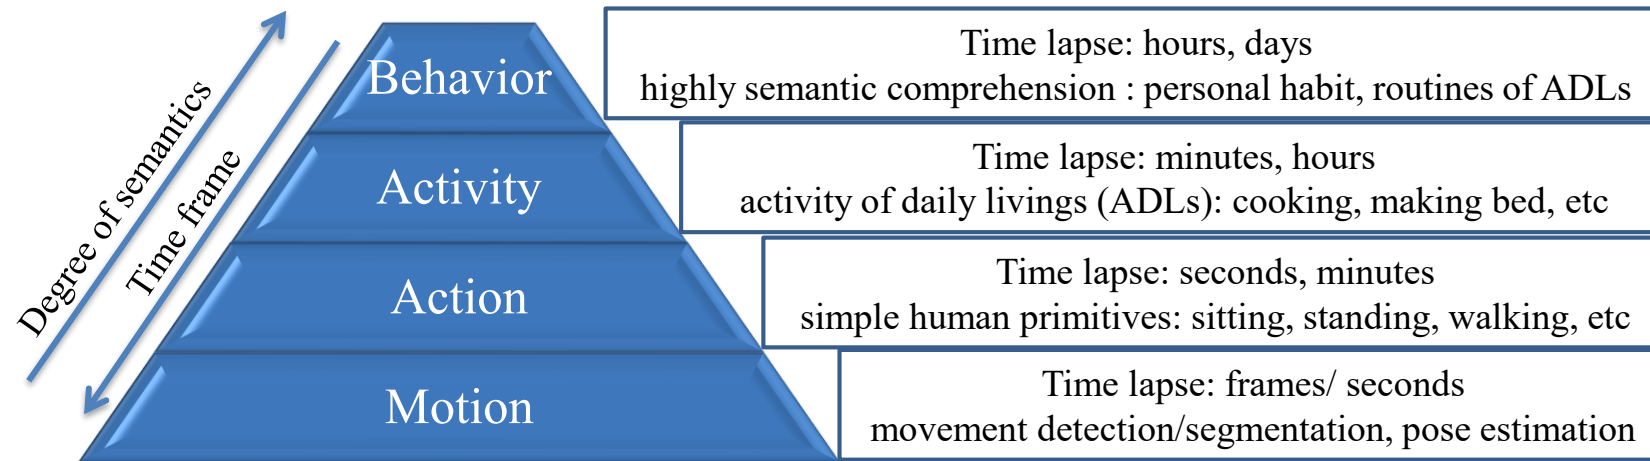 Degree of semantics
Time frame
Behavior
Time lapse: hours, days
highly semantic comprehension : personal habit, routines of ADLs
Activity
Time lapse: minutes, hours
activity of daily livings (ADLs): cooking, making bed, etc
Action
Time lapse: seconds, minutes
simple human primitives: sitting, standing, walking, etc
Motion
Time lapse: frames/ seconds
movement detection/segmentation, pose estimation